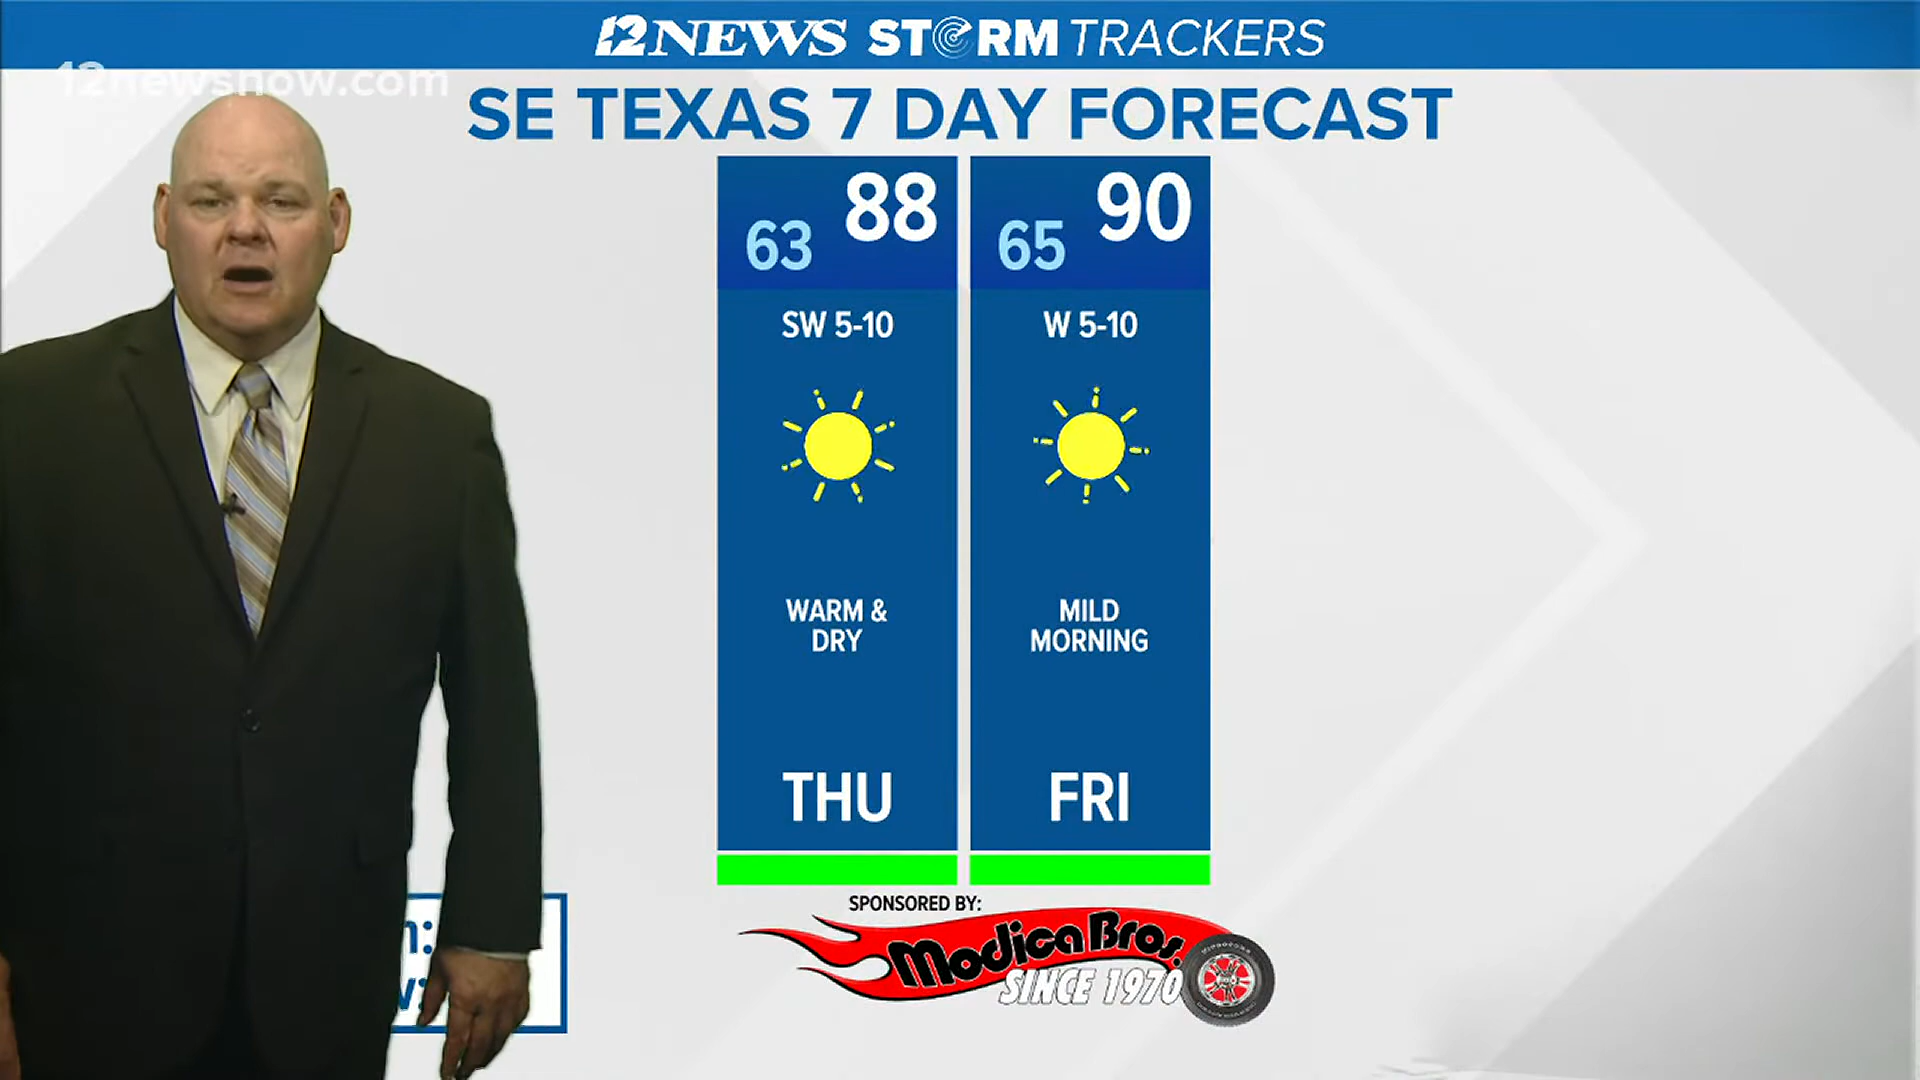 12NEWS STORM TRACKERS
12newsnow.com
SE TEXAS 7 DAY FORECAST
63 88
SW 5-10
WARM &
DRY
THU
65 90
W 5-10
MILD
MORNING
FRI
SPONSORED BY:
Modica Bros.
SINCE 1970